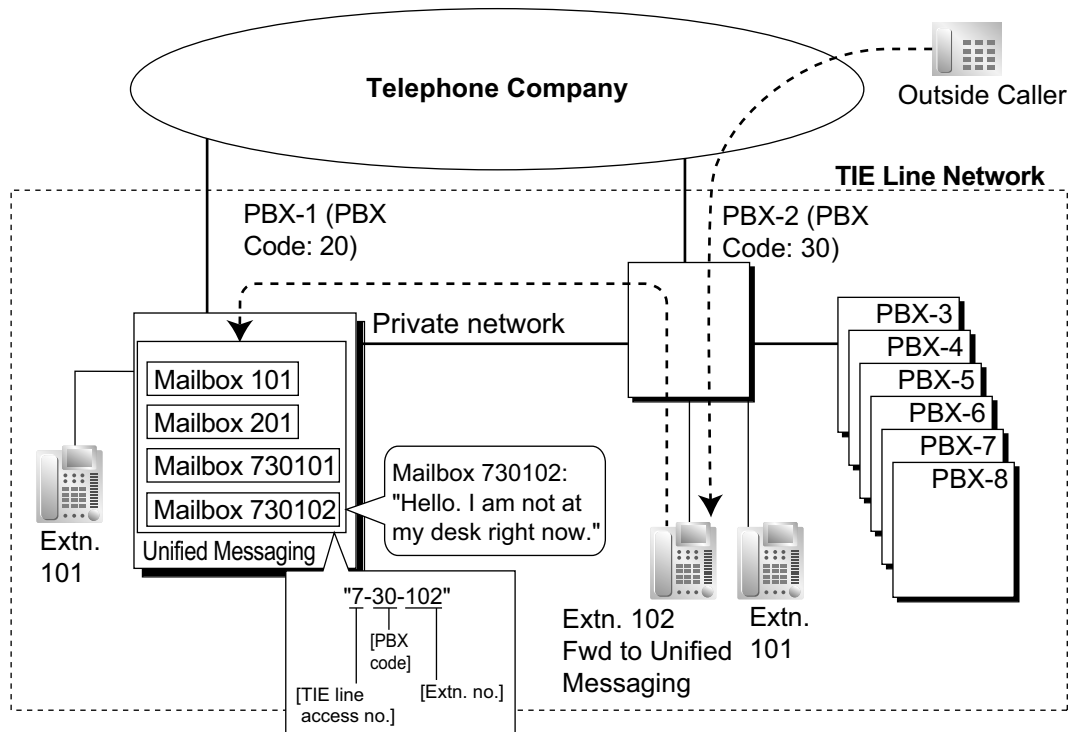 Telephone Company
Outside Caller
TIE Line Network
PBX-1 (PBX
Code: 20)
PBX-2 (PBX
Code: 30)
Private network
PBX-3
PBX-4
PBX-5
PBX-6
PBX-7
PBX-8
Mailbox 101
Mailbox 201
Mailbox 730101
Mailbox 730102
Unified Messaging
Mailbox 730102:
"Hello. I am not at
my desk right now."
Extn.
101
"7-30-102"
[PBX
code]
[TIE line
access no.]
[Extn. no.]
Extn. 102
Fwd to Unified
Messaging
Extn.
101